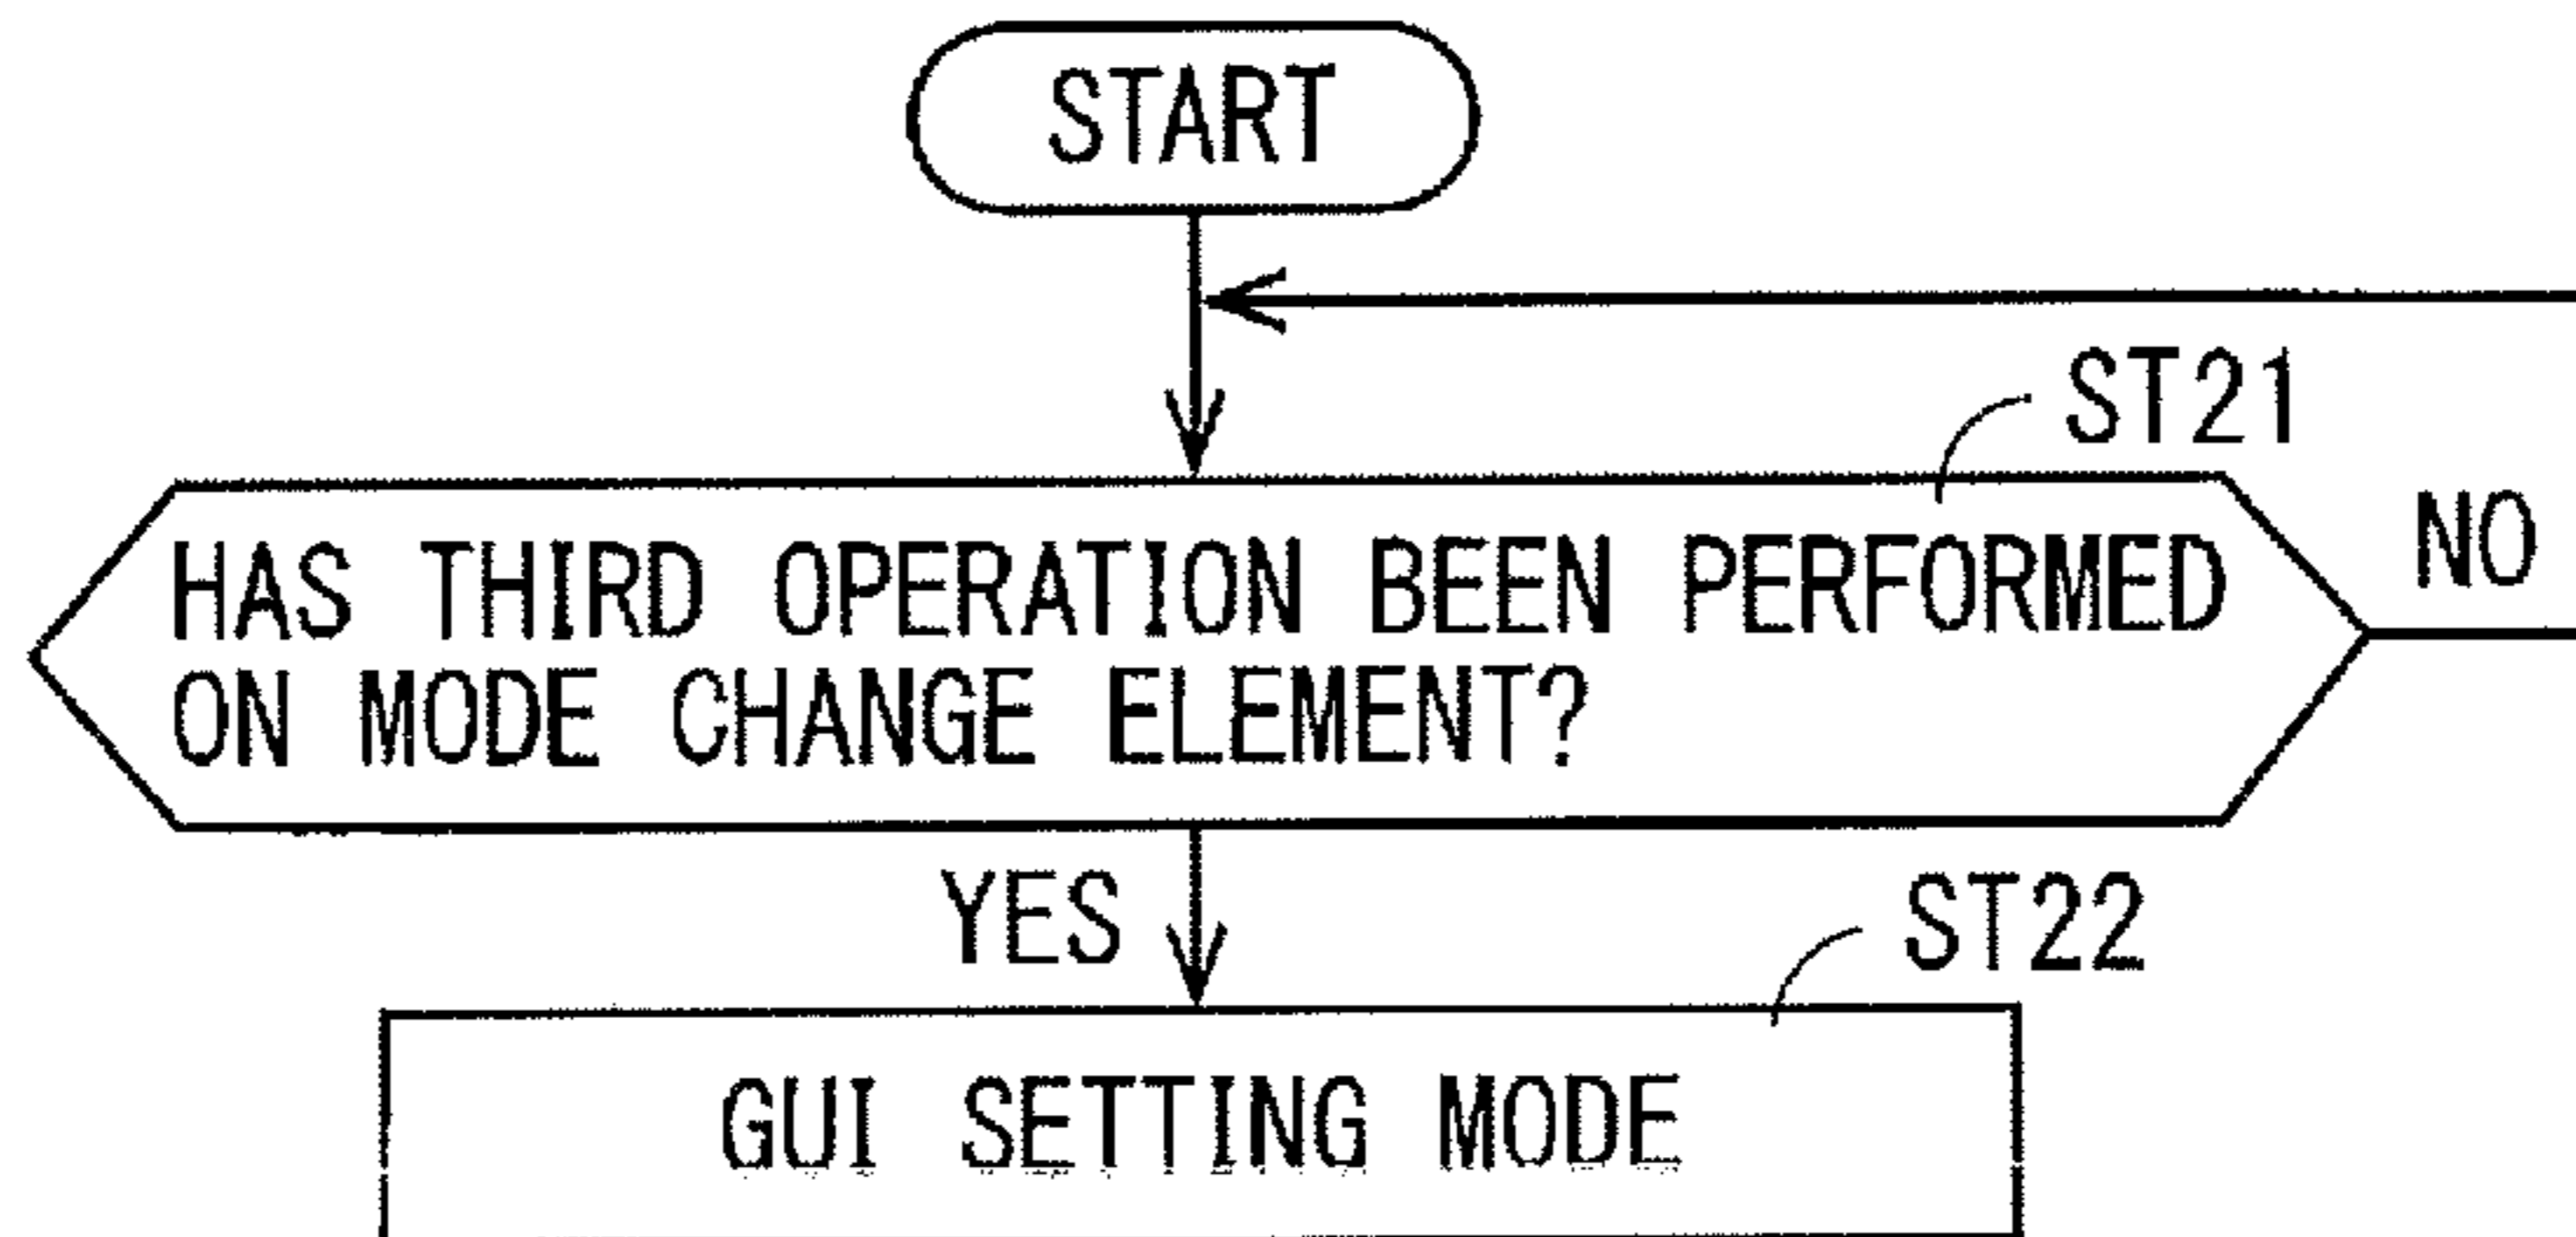 START
ST21
HAS THIRD OPERATION BEEN PERFORMED
ON MODE CHANGE ELEMENT?
NO
YES
ST22
GUI SETTING MODE